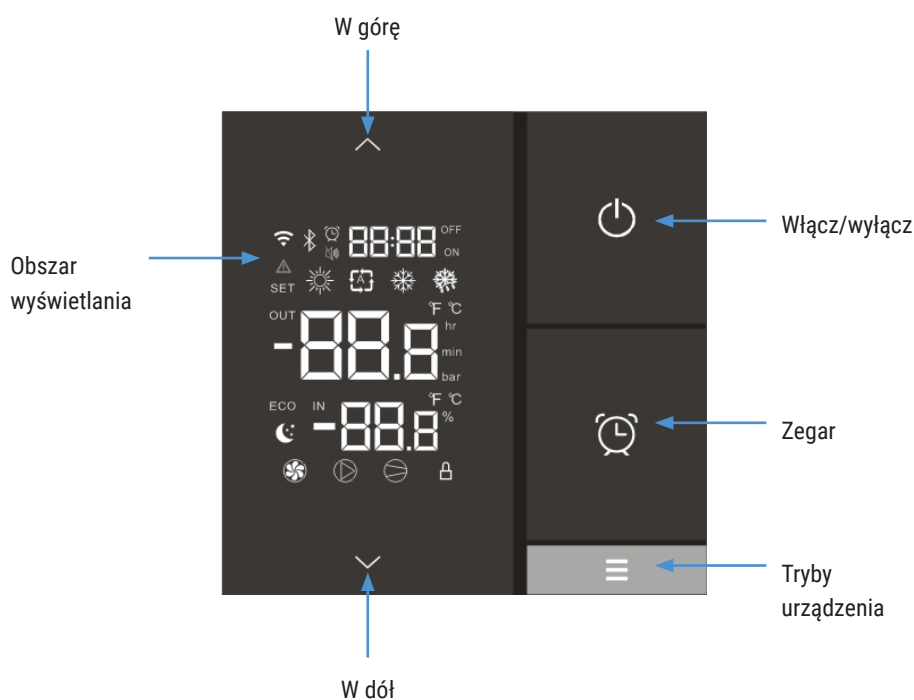 W górę
Włącz/wyłącz
Obszar
wyświetlania
88:88 OFF
ON
SET
A
OUT
°F °C
-88.8
hr
min
bar
ECO IN
°F °C
-88.8 %
Zegar
Tryby
urządzenia
W dół